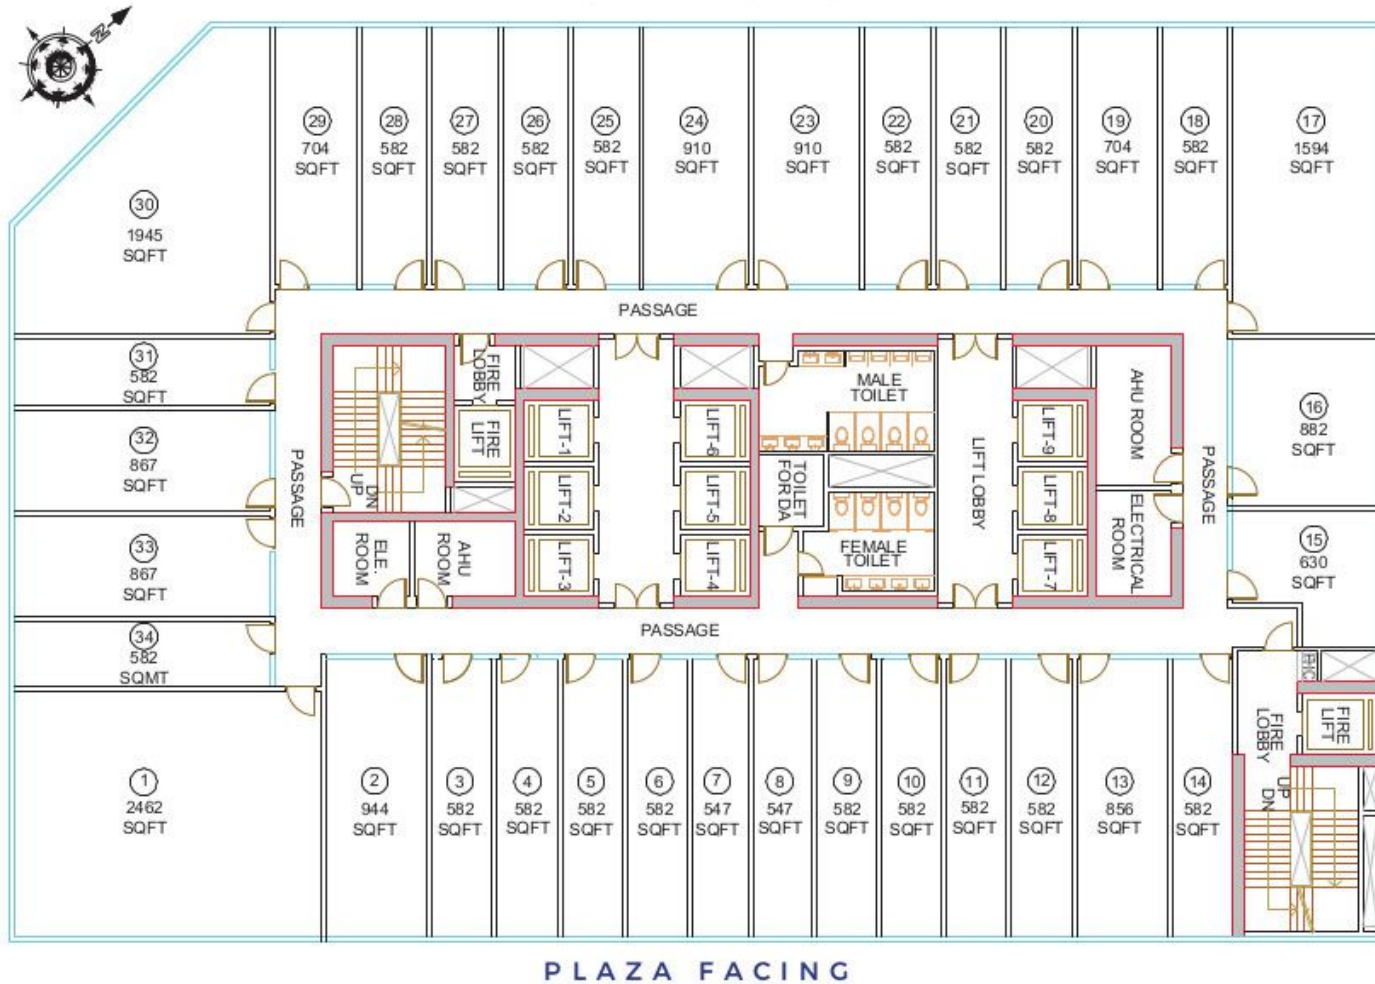 N
29
704
SQFT
28
582
SQFT
27
582
SQFT
26
582
SQFT
25
582
SQFT
24
910
SQFT
23
910
SQFT
22
582
SQFT
21
582
SQFT
20
582
SQFT
19
704
SQFT
18
582
SQFT
17
1594
SQFT
30
1945
SQFT
31
582
SQFT
32
867
SQFT
33
867
SQFT
34
582
SQMT
PASSAGE
PASSAGE
UP
DN
FIRE
LOBBY
FIRE
LIFT
ELE.
ROOM
AHU
ROOM
LIFT-1
LIFT-2
LIFT-3
LIFT-6
LIFT-5
LIFT-4
MALE
TOILET
TOILET
FOR DA
FEMALE
TOILET
LIFT LOBBY
LIFT-9
LIFT-8
LIFT-7
AHU ROOM
ELECTRICAL
ROOM
PASSAGE
16
882
SQFT
15
630
SQFT
PASSAGE
1
2462
SQFT
2
944
SQFT
3
582
SQFT
4
582
SQFT
5
582
SQFT
6
582
SQFT
7
547
SQFT
8
547
SQFT
9
582
SQFT
10
582
SQFT
11
582
SQFT
12
582
SQFT
13
856
SQFT
14
582
SQFT
FHC
FIRE
LOBBY
FIRE
LIFT
UP
DN
PLAZA FACING